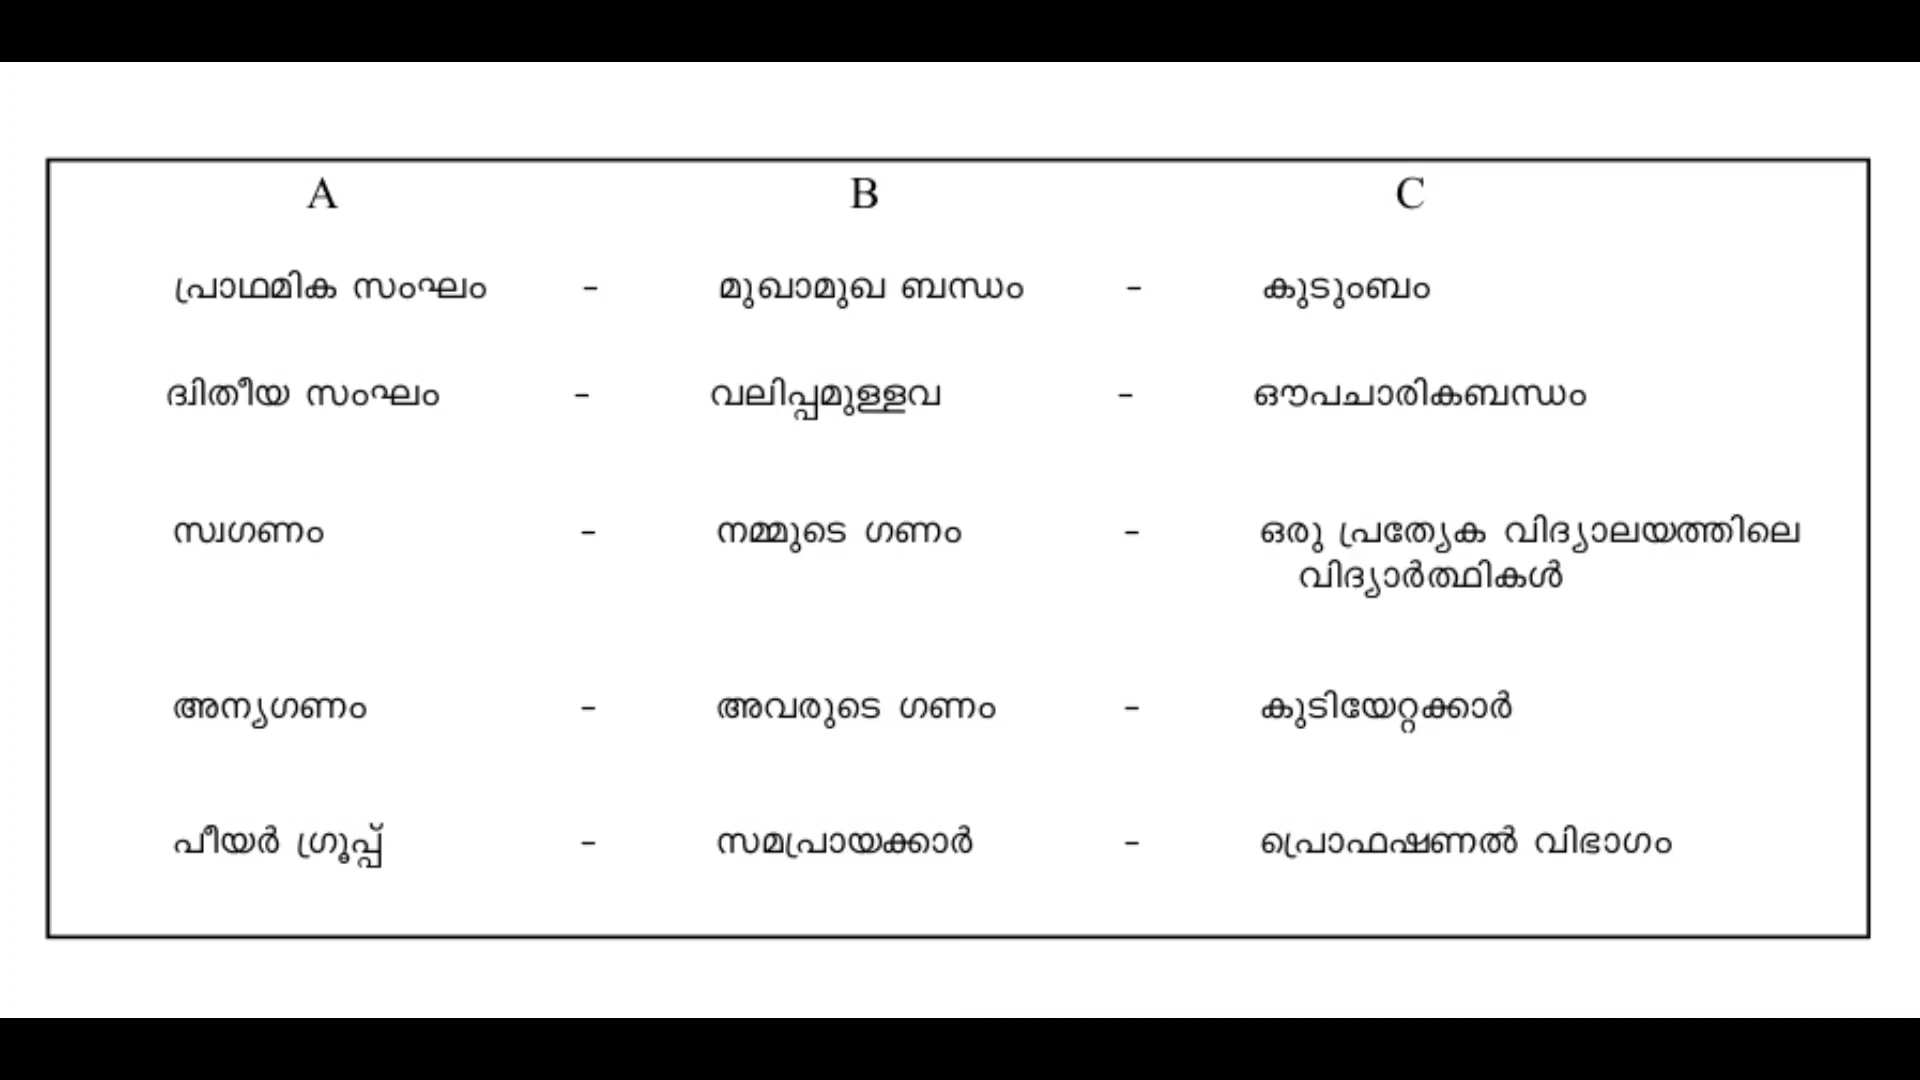 A B C
പ്രാഥമിക സംഘം - മുഖാമുഖ ബന്ധം - കുടുംബം
ദ്വിതീയ സംഘം - വലിപ്പമുള്ളവ - ഔപചാരികബന്ധം
സ്വഗണം - നമ്മുടെ ഗണം - ഒരു പ്രത്യേക വിദ്യാലയത്തിലെ
വിദ്യാർത്ഥികൾ
അന്യഗണം - അവരുടെ ഗണം - കുടിയേറ്റക്കാർ
പീയർ ഗ്രൂപ്പ് - സമപ്രായക്കാർ - പ്രൊഫഷണൽ വിഭാഗം